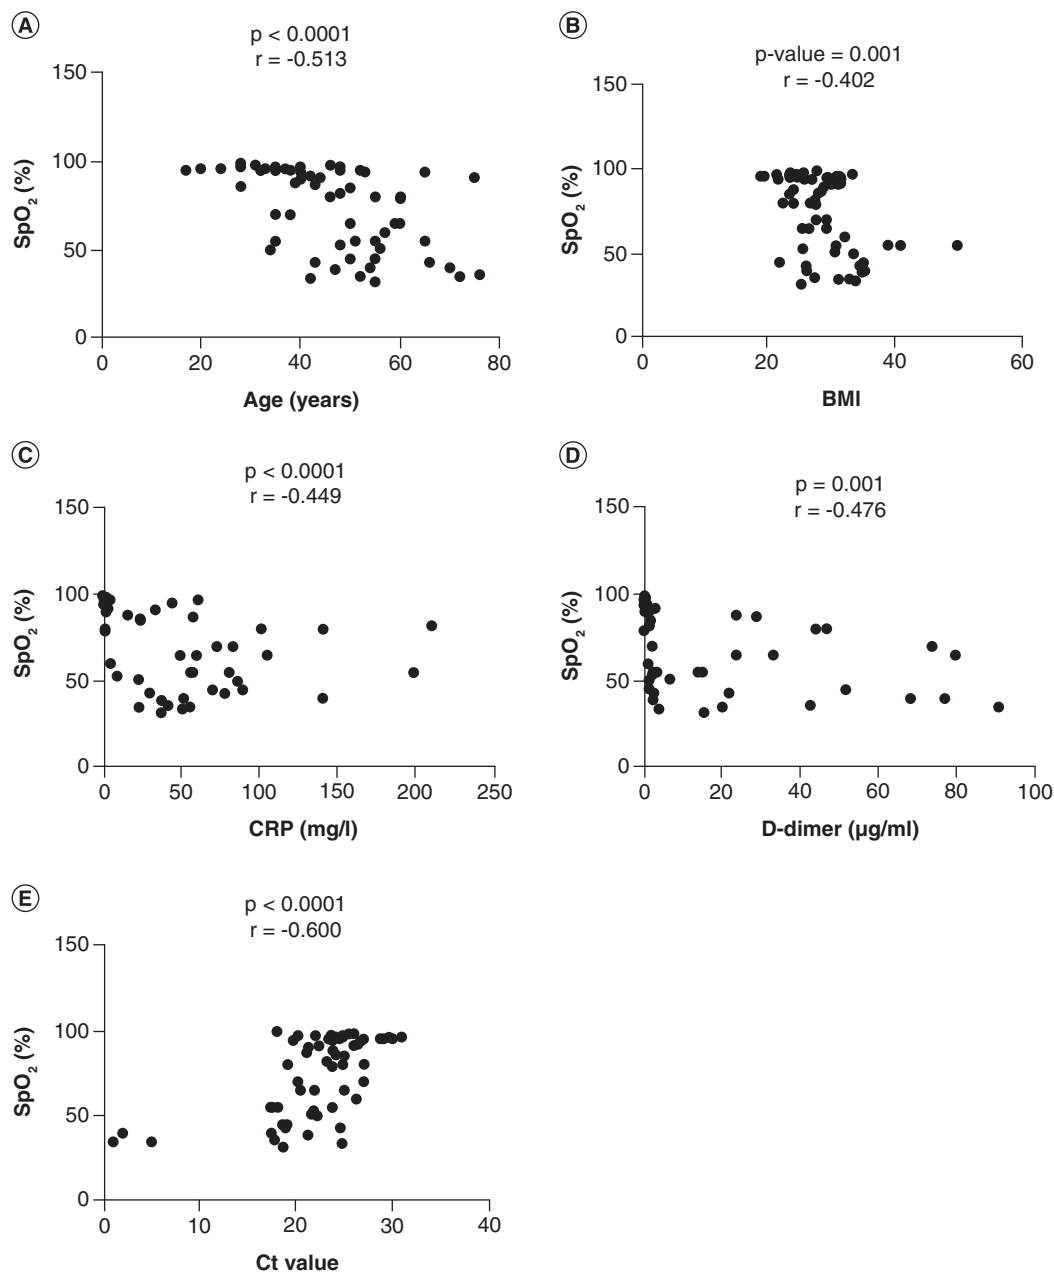 A
p < 0.0001
r = -0.513
150
100
50
0
SpO2 (%)
0 20 40 60 80
Age (years)
B
p-value = 0.001
r = -0.402
150
100
50
0
SpO2 (%)
0 20 40 60
BMI
C
p < 0.0001
r = -0.449
150
100
50
0
SpO2 (%)
0 50 100 150 200 250
CRP (mg/l)
D
p = 0.001
r = -0.476
150
100
50
0
SpO2 (%)
0 20 40 60 80 100
D-dimer (µg/ml)
E
p < 0.0001
r = -0.600
150
100
50
0
SpO2 (%)
0 10 20 30 40
Ct value